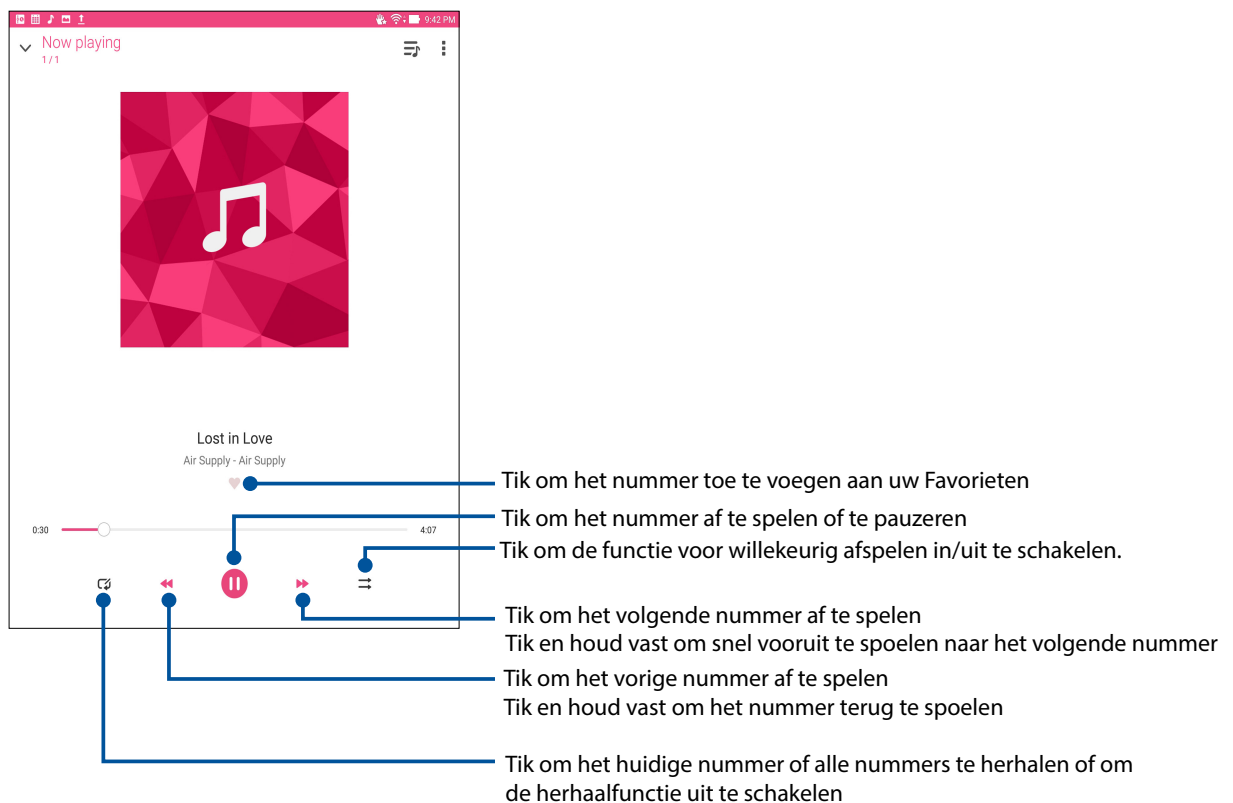 9:42 PM
Now playing
1 / 1
Lost in Love
Air Supply - Air Supply
Tik om het nummer toe te voegen aan uw Favorieten
0:30
4:07
Tik om het nummer af te spelen of te pauzeren
Tik om de functie voor willekeurig afspelen in/uit te schakelen.
Tik om het volgende nummer af te spelen
Tik en houd vast om snel vooruit te spoelen naar het volgende nummer
Tik om het vorige nummer af te spelen
Tik en houd vast om het nummer terug te spoelen
Tik om het huidige nummer of alle nummers te herhalen of om
de herhaalfunctie uit te schakelen